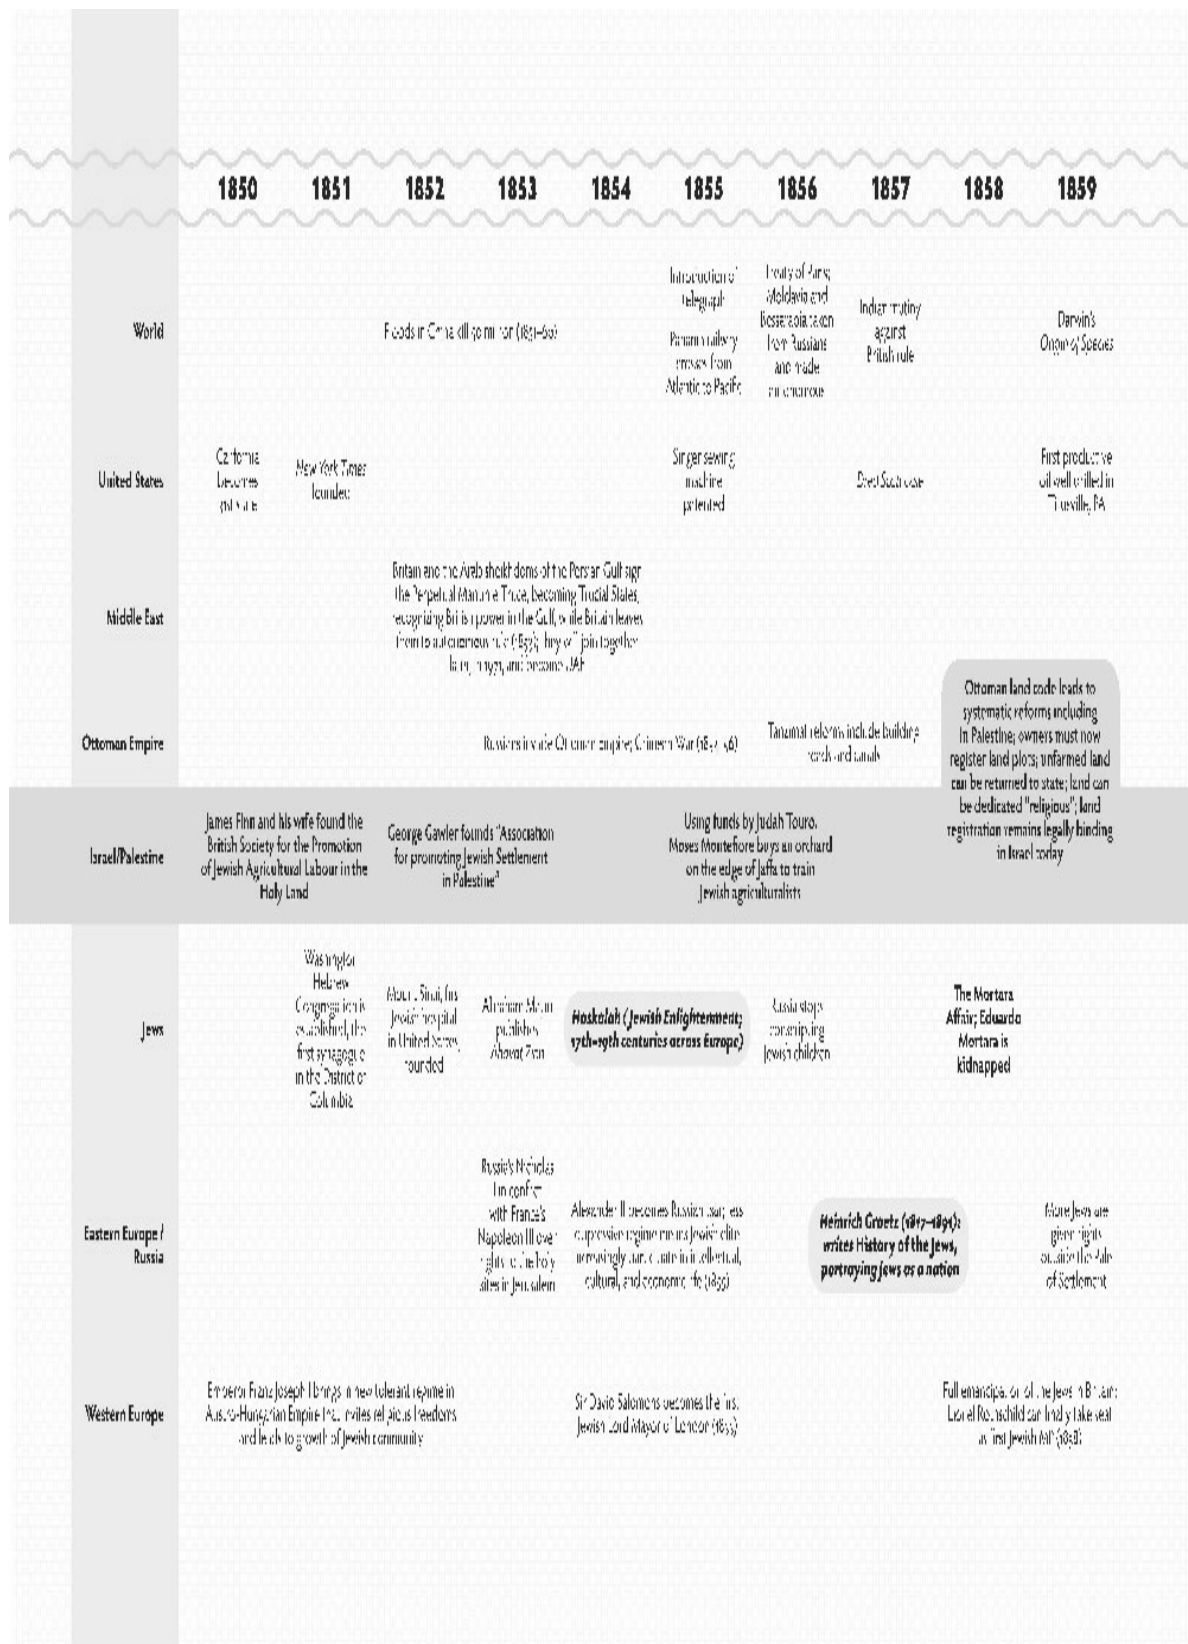 1850 1851 1852 1853 1854 1855 1856 1857 1858 1859
World
Floods in China kill 50 million (1851–66)
Introduction of
telegraph
Panama railway
crosses from
Atlantic to Pacific
Treaty of Paris;
Moldavia and
Bessarabia taken
from Russians
and made
autonomous
Indian mutiny
against
British rule
Darwin's
Origin of Species
United States
California
becomes
31st state
New York Times
founded
Singer sewing
machine
patented
Dred Scott case
First productive
oil well drilled in
Titusville, PA
Middle East
Britain and the Arab sheikhdoms of the Persian Gulf sign
the Perpetual Maritime Truce, becoming Trucial States,
recognizing British power in the Gulf, while Britain leaves
them to autonomous rule (1853); they will join together
later, in 1971, and become UAE
Ottoman Empire
Russians invade Ottoman Empire; Crimean War (1853–56)
Tanzimat reforms include building
roads and canals
Ottoman land code leads to
systematic reforms including
in Palestine; owners must now
register land plots; unfarmed land
can be returned to state; land can
be dedicated "religious"; land
registration remains legally binding
in Israel today
Israel/Palestine
James Finn and his wife found the
British Society for the Promotion
of Jewish Agricultural Labour in the
Holy Land
George Gawler founds "Association
for promoting Jewish Settlement
in Palestine"
Using funds by Judah Touro,
Moses Montefiore buys an orchard
on the edge of Jaffa to train
Jewish agriculturalists
Jews
Washington
Hebrew
Congregation is
established, the
first synagogue
in the District of
Columbia
Mount Sinai, first
Jewish hospital
in United States,
founded
Abraham Mapu
publishes
Ahavat Zion
Haskalah (Jewish Enlightenment;
17th–19th centuries across Europe)
Russia stops
conscripting
Jewish children
The Mortara
Affair; Eduardo
Mortara is
kidnapped
Eastern Europe /
Russia
Russia's Nicholas
I in conflict
with France's
Napoleon III over
rights to the holy
sites in Jerusalem
Alexander II becomes Russian tsar; less
oppressive regime means Jewish elite
increasingly participate in intellectual,
cultural, and economic life (1855)
Heinrich Graetz (1817–1891):
writes History of the Jews,
portraying Jews as a nation
More Jews are
given rights
outside the Pale
of Settlement
Western Europe
Emperor Franz Joseph I brings in new tolerant regime in
Austro-Hungarian Empire that invites religious freedoms
and leads to growth of Jewish community
Sir David Salomons becomes the first
Jewish Lord Mayor of London (1855)
Full emancipation of the Jews in Britain;
Lionel Rothschild can finally take seat
as first Jewish MP (1858)